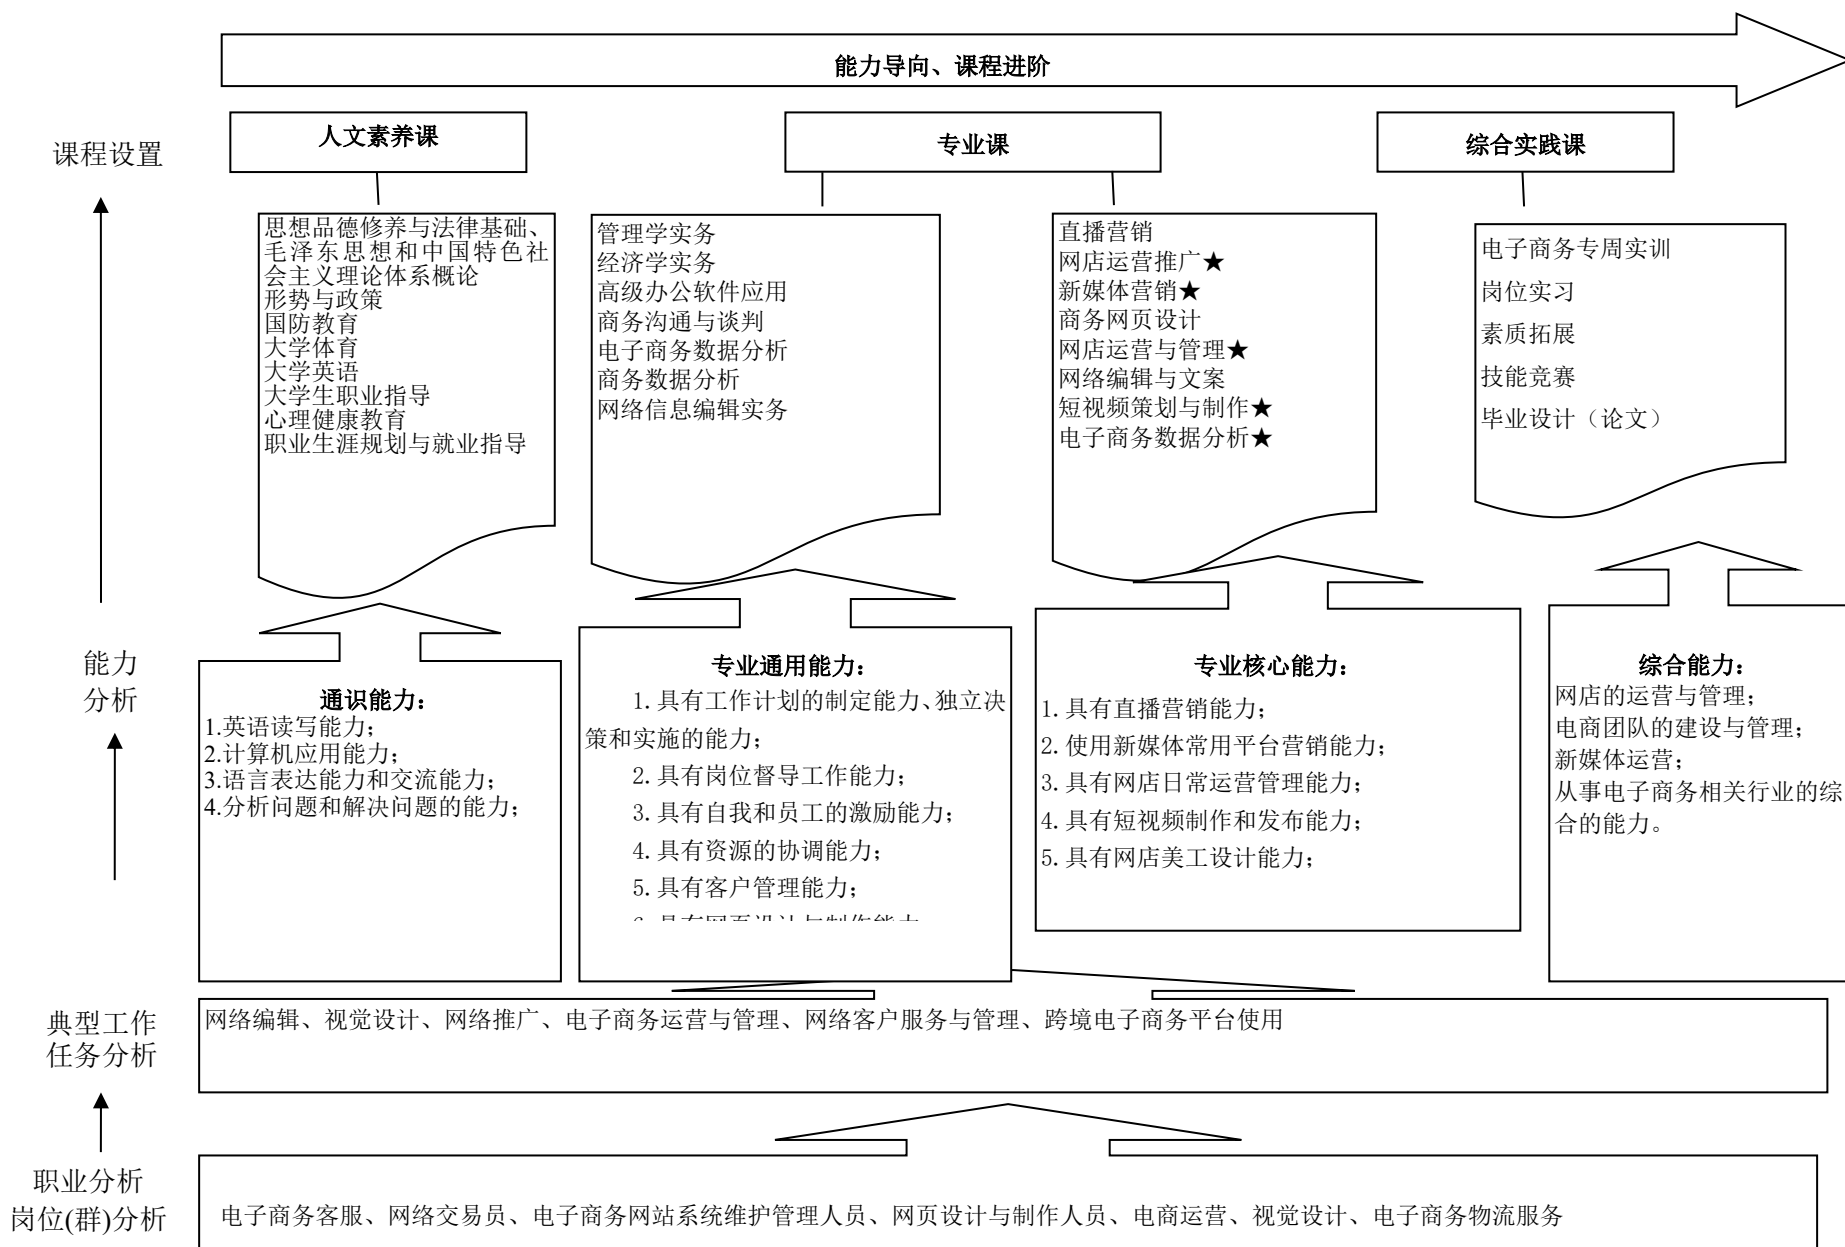 能力导向、课程进阶
课程设置
人文素养课
专业课
综合实践课
思想品德修养与法律基础、
毛泽东思想和中国特色社
会主义理论体系概论
形势与政策
国防教育
大学体育
大学英语
大学生职业指导
心理健康教育
职业生涯规划与就业指导
管理学实务
经济学实务
高级办公软件应用
商务沟通与谈判
电子商务数据分析
商务数据分析
网络信息编辑实务
直播营销
网店运营推广★
新媒体营销★
商务网页设计
网店运营与管理★
网络编辑与文案
短视频策划与制作★
电子商务数据分析★
电子商务专周实训
岗位实习
素质拓展
技能竞赛
毕业设计（论文）
能力
分析
通识能力：
1.英语读写能力；
2.计算机应用能力；
3.语言表达能力和交流能力；
4.分析问题和解决问题的能力；
专业通用能力：
1.具有工作计划的制定能力、独立决
策和实施的能力；
2.具有岗位督导工作能力；
3.具有自我和员工的激励能力；
4.具有资源的协调能力；
5.具有客户管理能力；
专业核心能力：
1.具有直播营销能力；
2.使用新媒体常用平台营销能力；
3.具有网店日常运营管理能力；
4.具有短视频制作和发布能力；
5.具有网店美工设计能力；
综合能力：
网店的运营与管理；
电商团队的建设与管理；
新媒体运营；
从事电子商务相关行业的综
合的能力。
典型工作
任务分析
网络编辑、视觉设计、网络推广、电子商务运营与管理、网络客户服务与管理、跨境电子商务平台使用
职业分析
岗位(群)分析
电子商务客服、网络交易员、电子商务网站系统维护管理人员、网页设计与制作人员、电商运营、视觉设计、电子商务物流服务